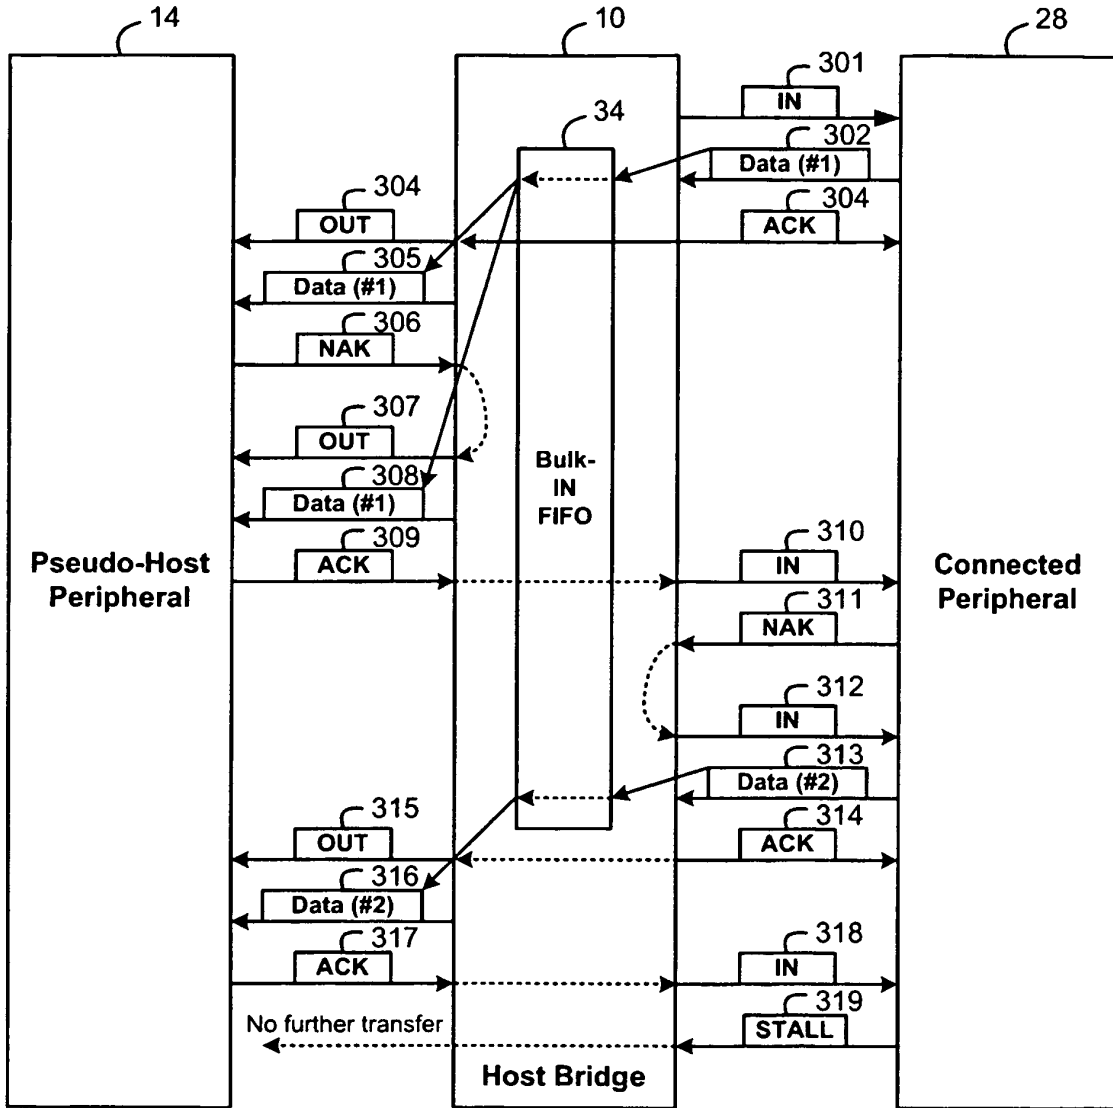 14
10
28
301
IN
34
302
Data (#1)
304
OUT
304
ACK
305
Data (#1)
306
NAK
307
OUT
308
Data (#1)
Bulk-
IN
FIFO
309
ACK
310
IN
Pseudo-Host
Peripheral
Connected
Peripheral
311
NAK
312
IN
313
Data (#2)
315
OUT
314
ACK
316
Data (#2)
317
ACK
318
IN
319
STALL
No further transfer
Host Bridge